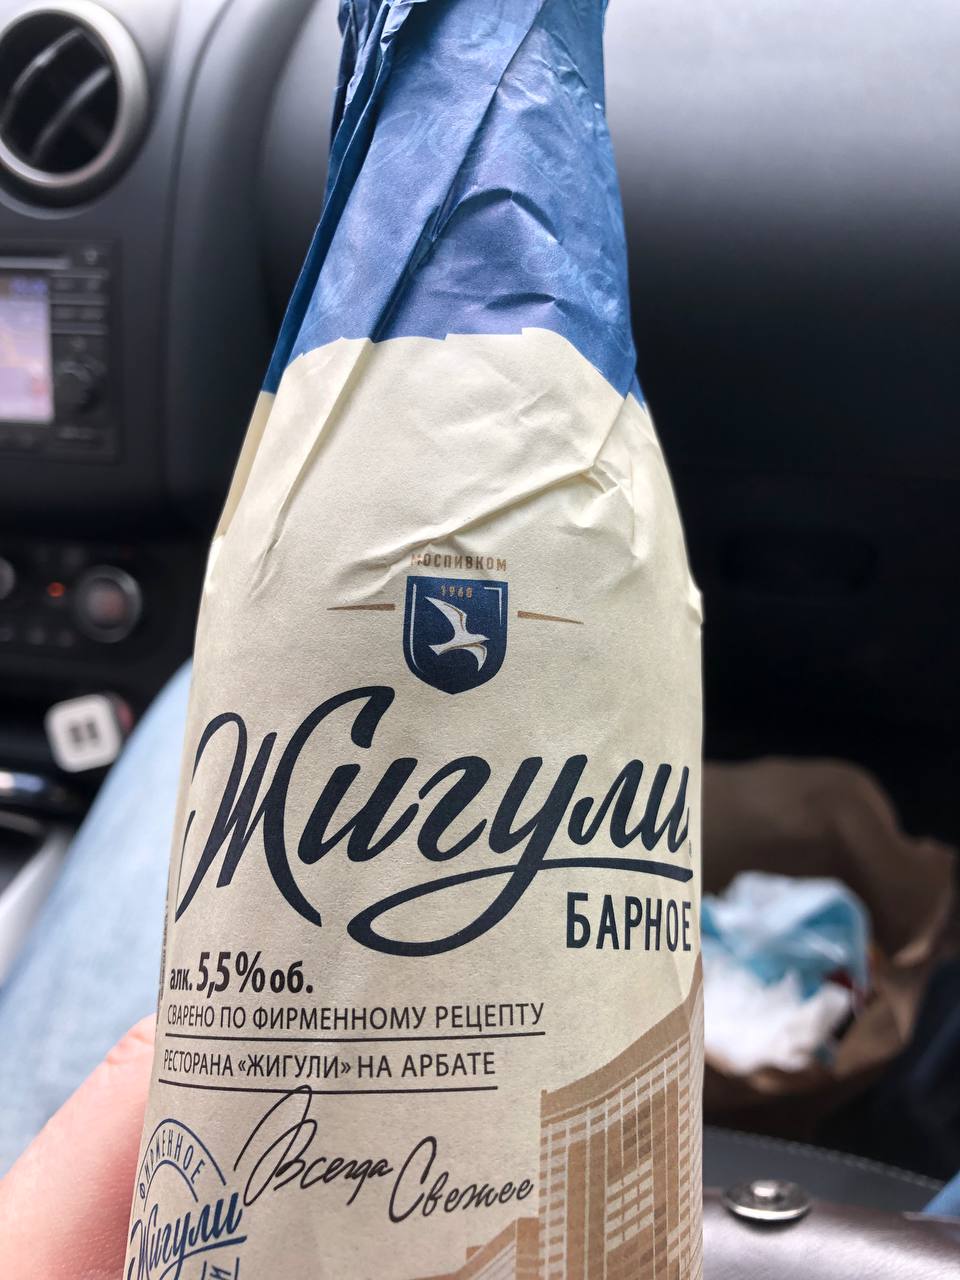 МОСПИВКОМ
1968
Жигули
БАРНОЕ
алк. 5,5% об.
СВАРЕНО ПО ФИРМЕННОМУ РЕЦЕПТУ
РЕСТОРАНА «ЖИГУЛИ» НА АРБАТЕ
Всегда Свежее
ФИРМЕННОЕ
Жигули